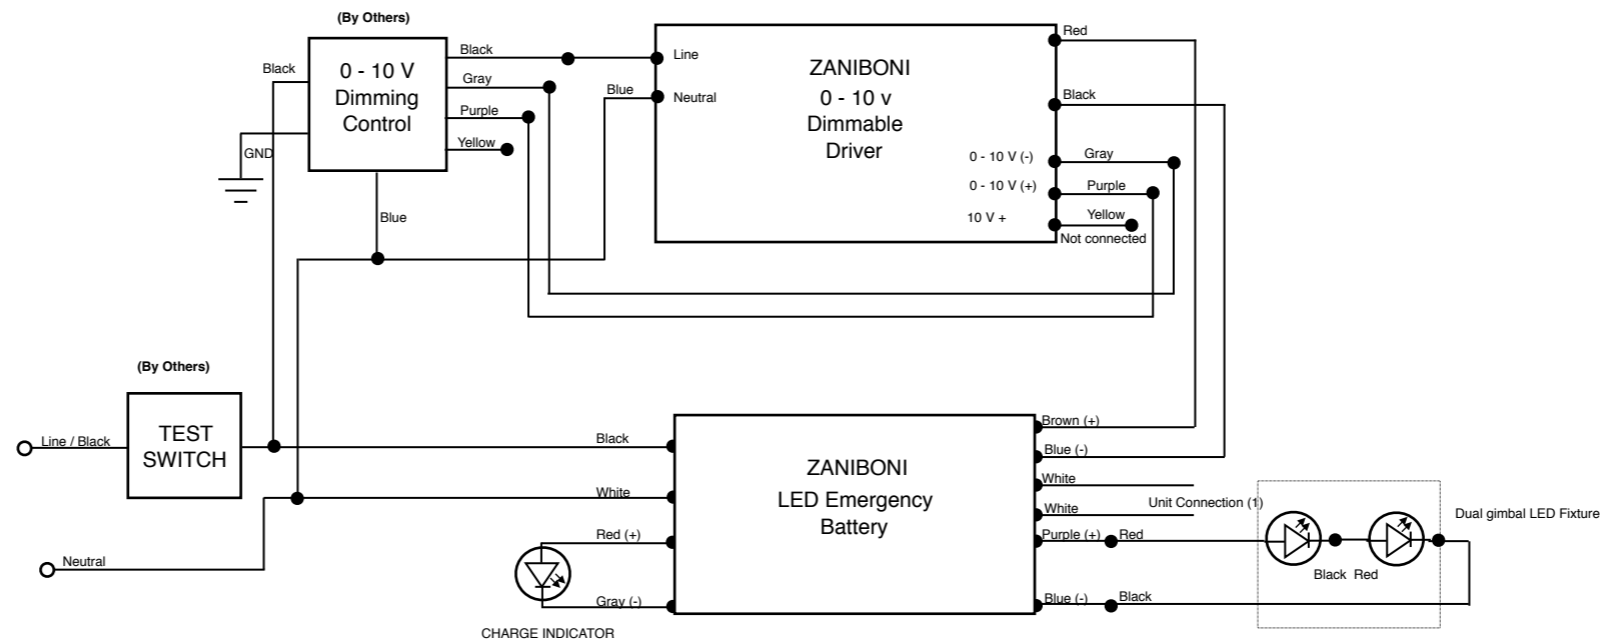 (By Others)
Black
0 - 10 V
Dimming
Control
GND
Black
Gray
Purple
Yellow
Blue
Blue
Line
Neutral
ZANIBONI
0 - 10 v
Dimmable
Driver
0 - 10 V (-)
0 - 10 V (+)
10 V +
Red
Black
Gray
Purple
Yellow
Not connected
(By Others)
Line / Black
TEST
SWITCH
Neutral
Black
White
Red (+)
Gray (-)
CHARGE INDICATOR
ZANIBONI
LED Emergency
Battery
Brown (+)
Blue (-)
White
White
Purple (+)
Red
Blue (-)
Black
Unit Connection (1)
Black Red
Dual gimbal LED Fixture